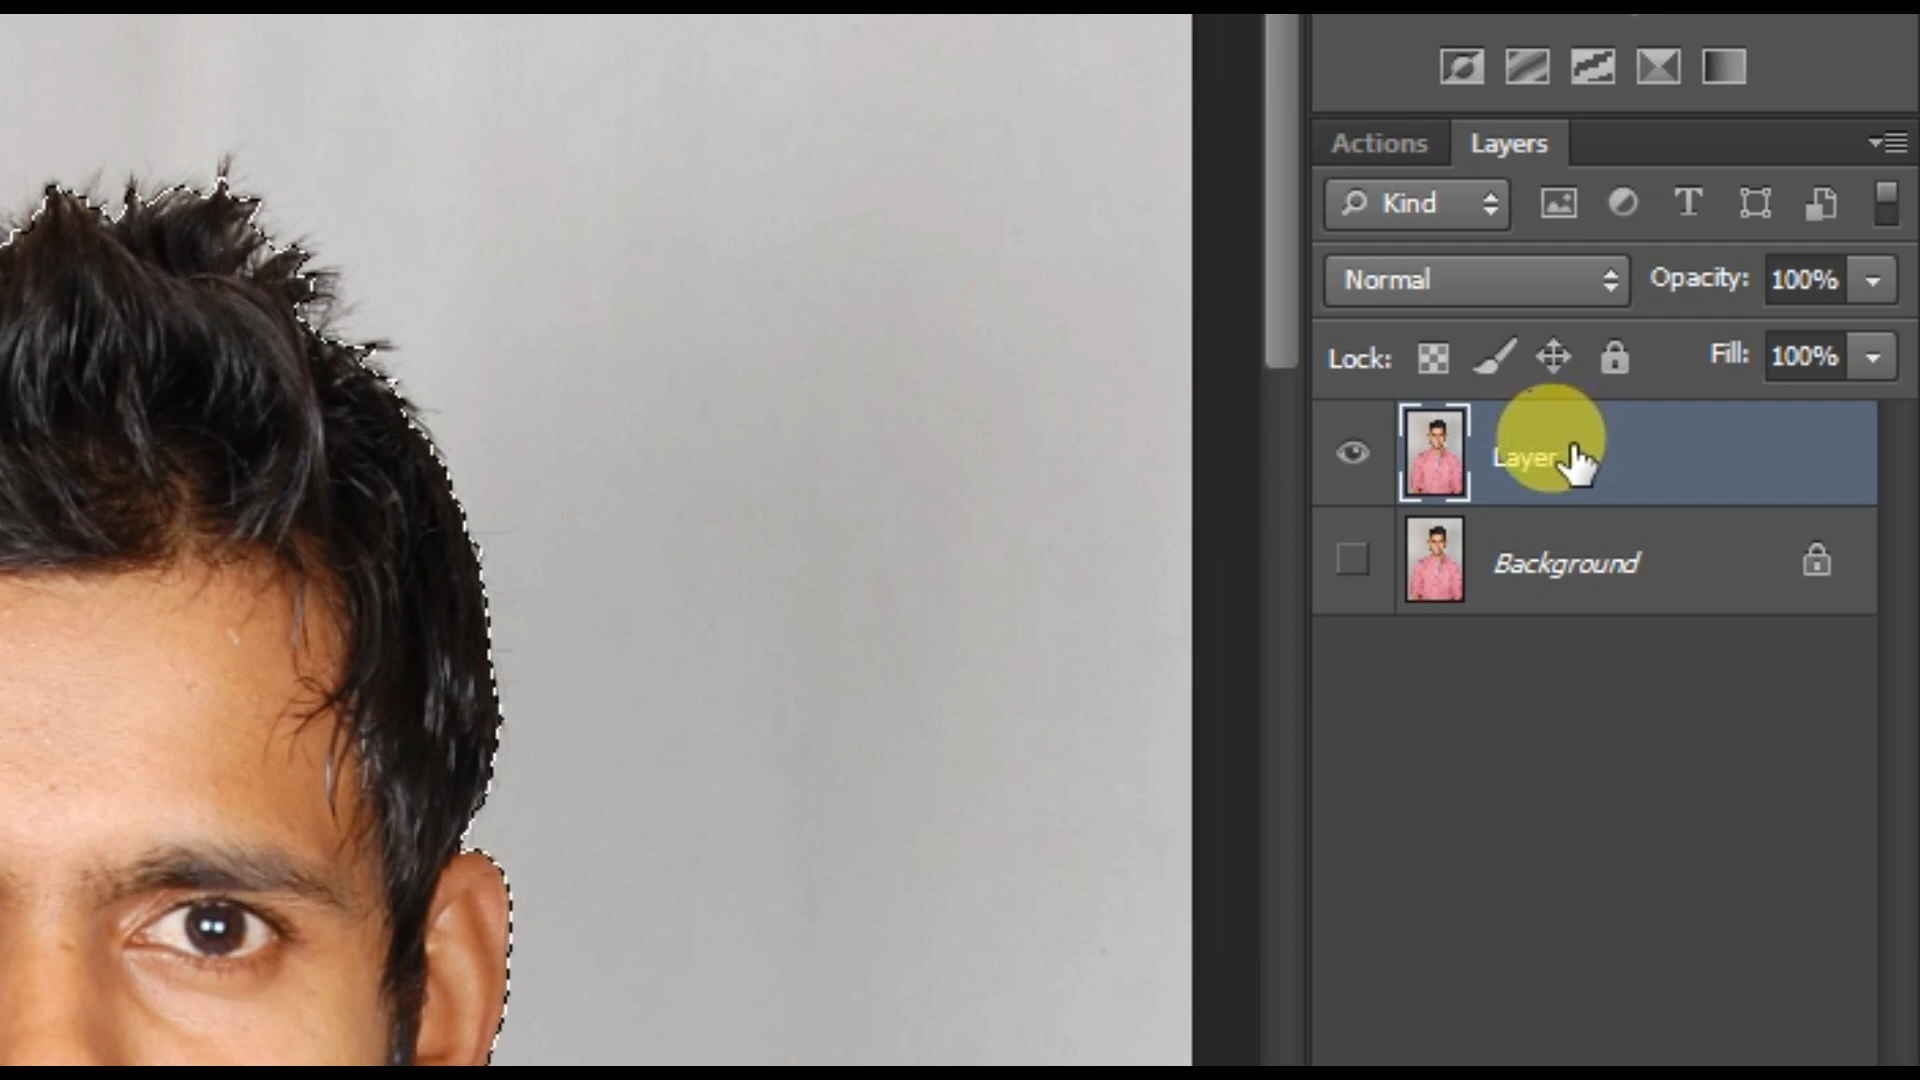 Actions Layers
Kind
Normal Opacity: 100%
Lock: Fill: 100%
Layer
Background